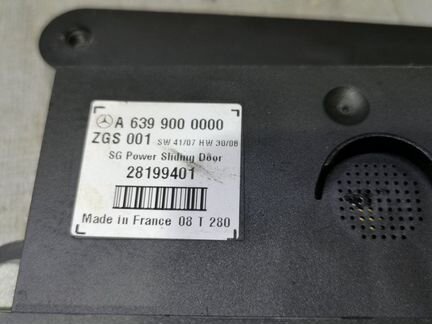 A 639 900 0000
ZGS 001 SW 41/07 HW 30/06
SG Power Sliding Door
28199401
Made in France 08 T 280